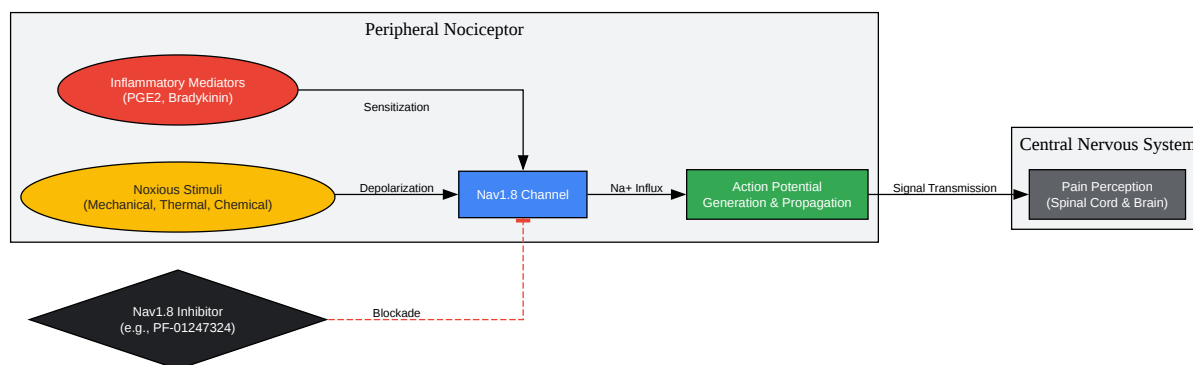 Peripheral Nociceptor
Inflammatory Mediators
(PGE2, Bradykinin)
Sensitization
Central Nervous System
Noxious Stimuli
(Mechanical, Thermal, Chemical)
Depolarization
Nav1.8 Channel
Na+ Influx
Action Potential
Generation & Propagation
Signal Transmission
Pain Perception
(Spinal Cord & Brain)
Nav1.8 Inhibitor
(e.g., PF-01247324)
Blockade